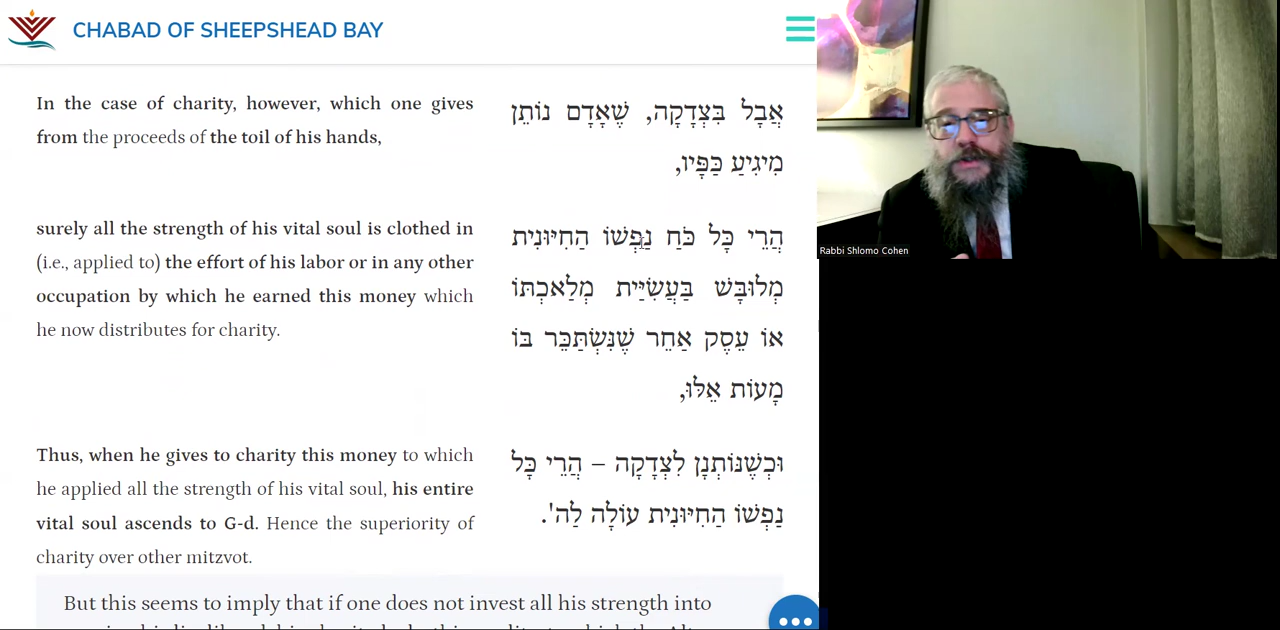 CHABAD OF SHEEPSHEAD BAY
In the case of charity, however, which one gives
from the proceeds of the toil of his hands,
אֲבָל בִּצְדָקָה, שֶׁאָדָם נוֹתֵן
מִיגִיעַ כַּפָּיו,
surely all the strength of his vital soul is clothed in
(i.e., applied to) the effort of his labor or in any other
occupation by which he earned this money which
he now distributes for charity.
הֲרֵי כָּל כֹּחַ נַפְשׁוֹ הַחִיּוּנִית
מְלוּבָּשׁ בַּעֲשִׂיַּית מְלַאכְתּוֹ
אוֹ עֵסֶק אַחֵר שֶׁנִּשְׂתַּכֵּר בּוֹ
מָעוֹת אֵלּוּ,
Thus, when he gives to charity this money to which
he applied all the strength of his vital soul, his entire
vital soul ascends to G-d. Hence the superiority of
charity over other mitzvot.
וּכְשֶׁנּוֹתְנָן לִצְדָקָה – הֲרֵי כָּל
נַפְשׁוֹ הַחִיּוּנִית עוֹלָה לַה'.
But this seems to imply that if one does not invest all his strength into
Rabbi Shlomo Cohen